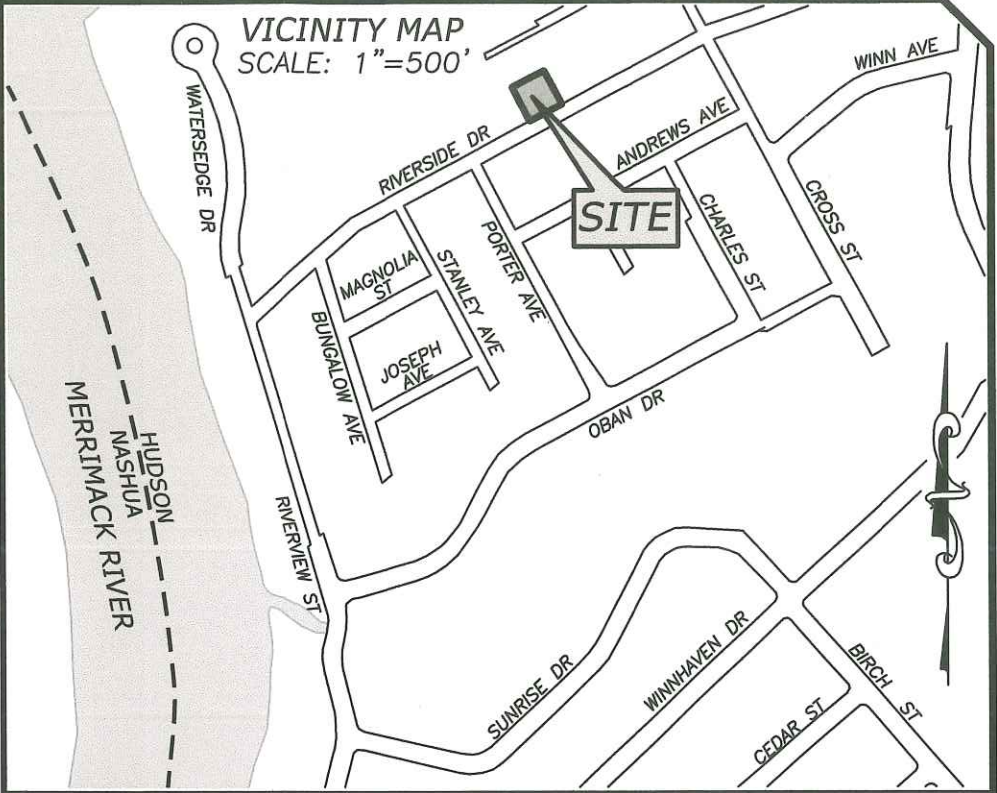 VICINITY MAP
SCALE: 1"=500'
WATERSEDGE DR
RIVERSIDE DR
WINN AVE
ANDREWS AVE
SITE
CHARLES ST
CROSS ST
PORTER AVE
STANLEY AVE
MAGNOLIA
ST
BUNGALOW AVE
JOSEPH
AVE
OBAN DR
HUDSON
NASHUA
MERRIMACK RIVER
RIVERVIEW ST
SUNRISE DR
WINNHAVEN DR
BIRCH ST
CEDAR ST